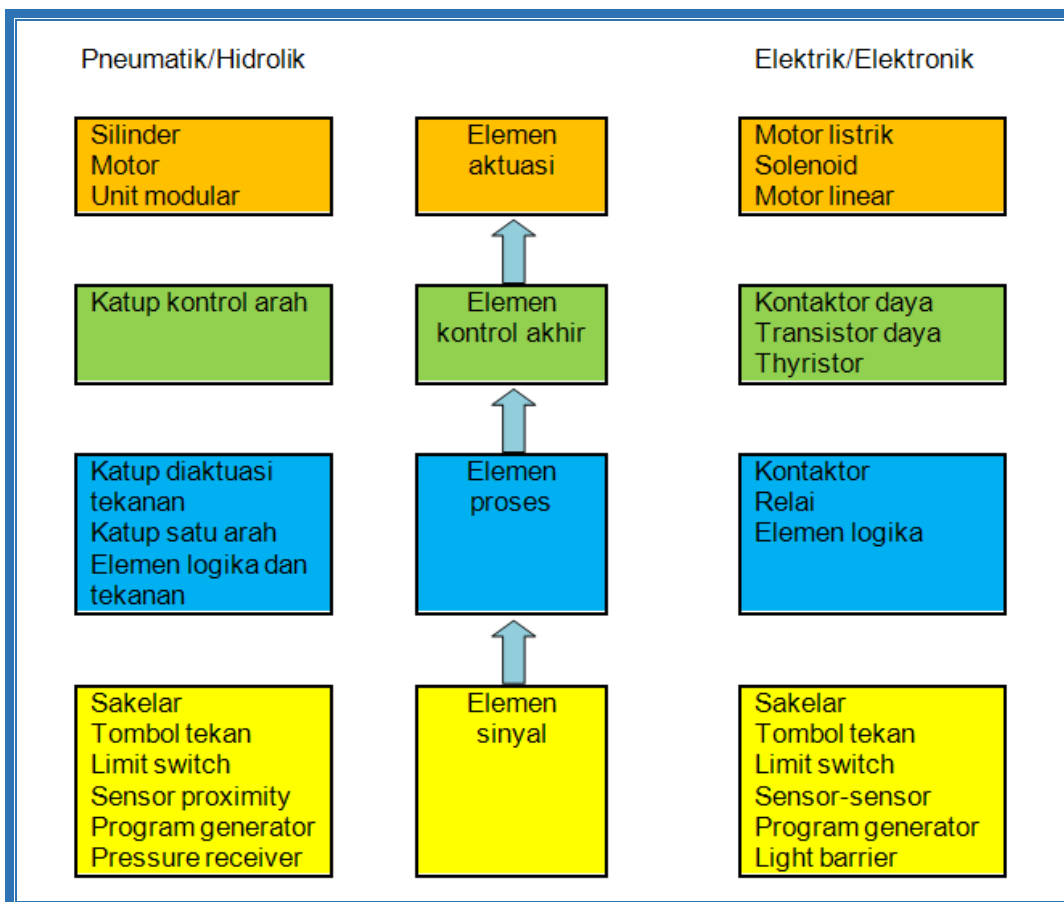 Pneumatik/Hidrolik
Elektrik/Elektronik
Silinder
Motor
Unit modular
Elemen
aktuasi
Motor listrik
Solenoid
Motor linear
Katup kontrol arah
Elemen
kontrol akhir
Kontaktor daya
Transistor daya
Thyristor
Katup diaktuasi
tekanan
Katup satu arah
Elemen logika dan
tekanan
Elemen
proses
Kontaktor
Relai
Elemen logika
Sakelar
Tombol tekan
Limit switch
Sensor proximity
Program generator
Pressure receiver
Elemen
sinyal
Sakelar
Tombol tekan
Limit switch
Sensor-sensor
Program generator
Light barrier